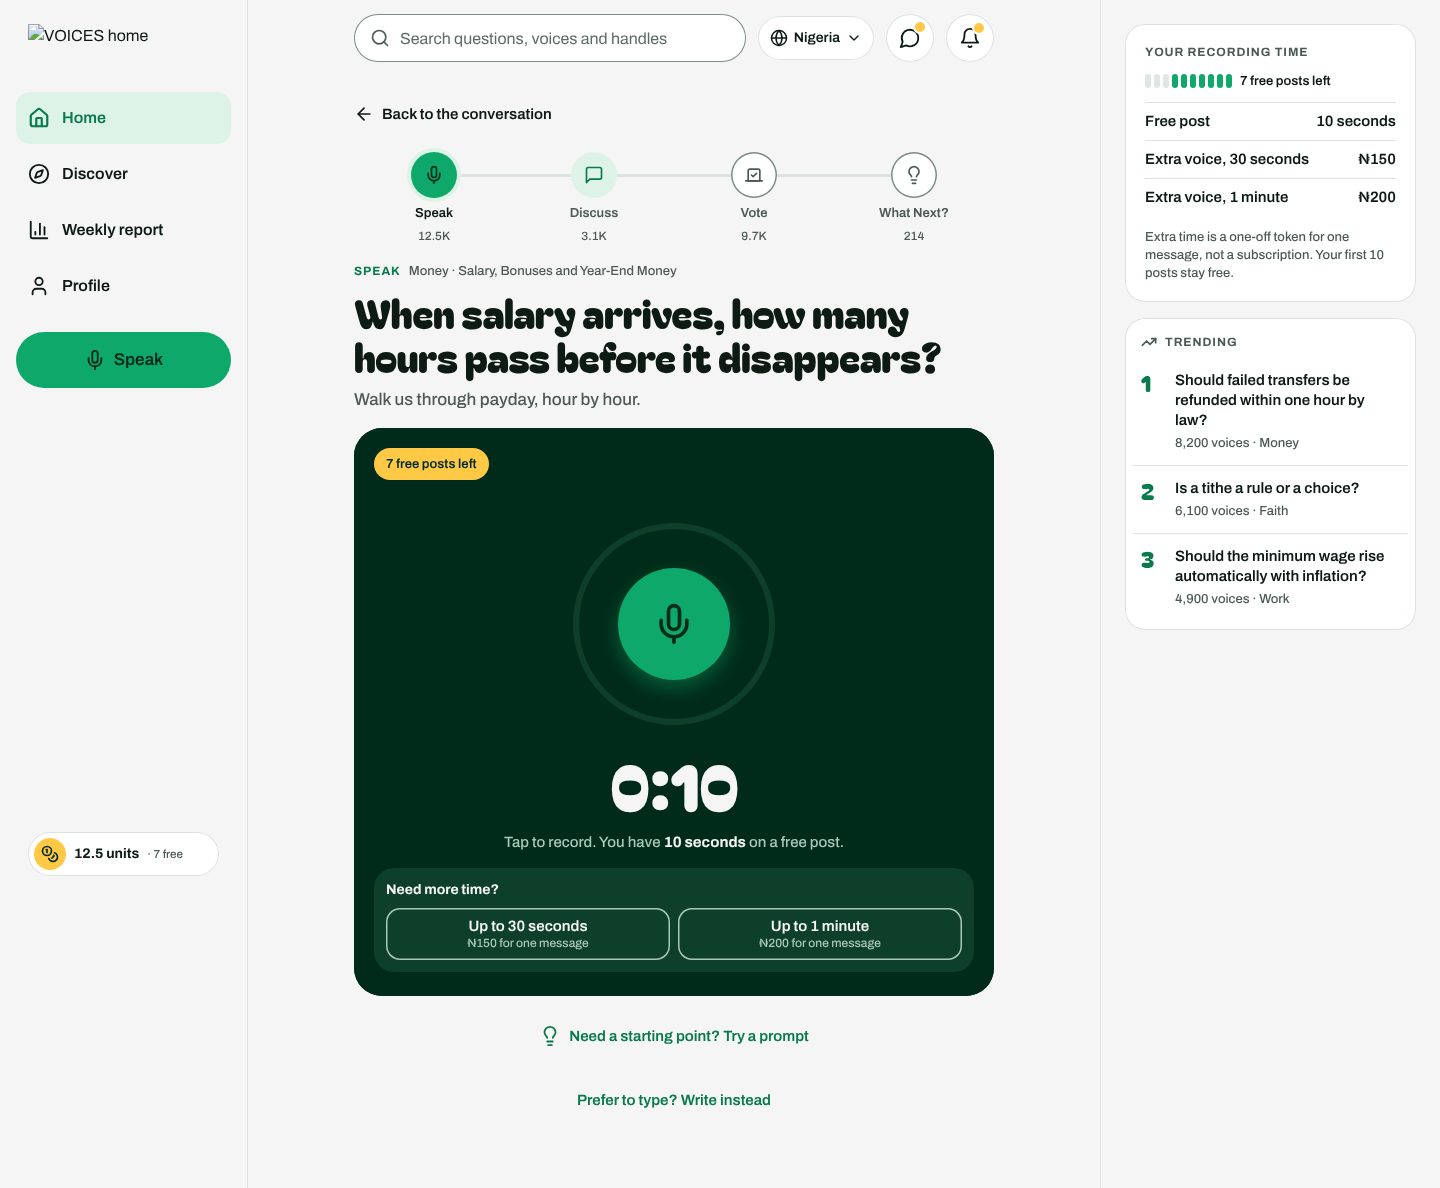 VOICES home
Home
Discover
Weekly report
Profile
Speak
12.5 units · 7 free
Search questions, voices and handles
Nigeria
Back to the conversation
Speak
12.5K
Discuss
3.1K
Vote
9.7K
What Next?
214
SPEAK Money · Salary, Bonuses and Year-End Money
When salary arrives, how many
hours pass before it disappears?
Walk us through payday, hour by hour.
7 free posts left
0:10
Tap to record. You have 10 seconds on a free post.
Need more time?
Up to 30 seconds
₦150 for one message
Up to 1 minute
₦200 for one message
Need a starting point? Try a prompt
Prefer to type? Write instead
YOUR RECORDING TIME
7 free posts left
Free post 10 seconds
Extra voice, 30 seconds ₦150
Extra voice, 1 minute ₦200
Extra time is a one-off token for one
message, not a subscription. Your first 10
posts stay free.
TRENDING
1 Should failed transfers be
refunded within one hour by
law?
8,200 voices · Money
2 Is a tithe a rule or a choice?
6,100 voices · Faith
3 Should the minimum wage rise
automatically with inflation?
4,900 voices · Work